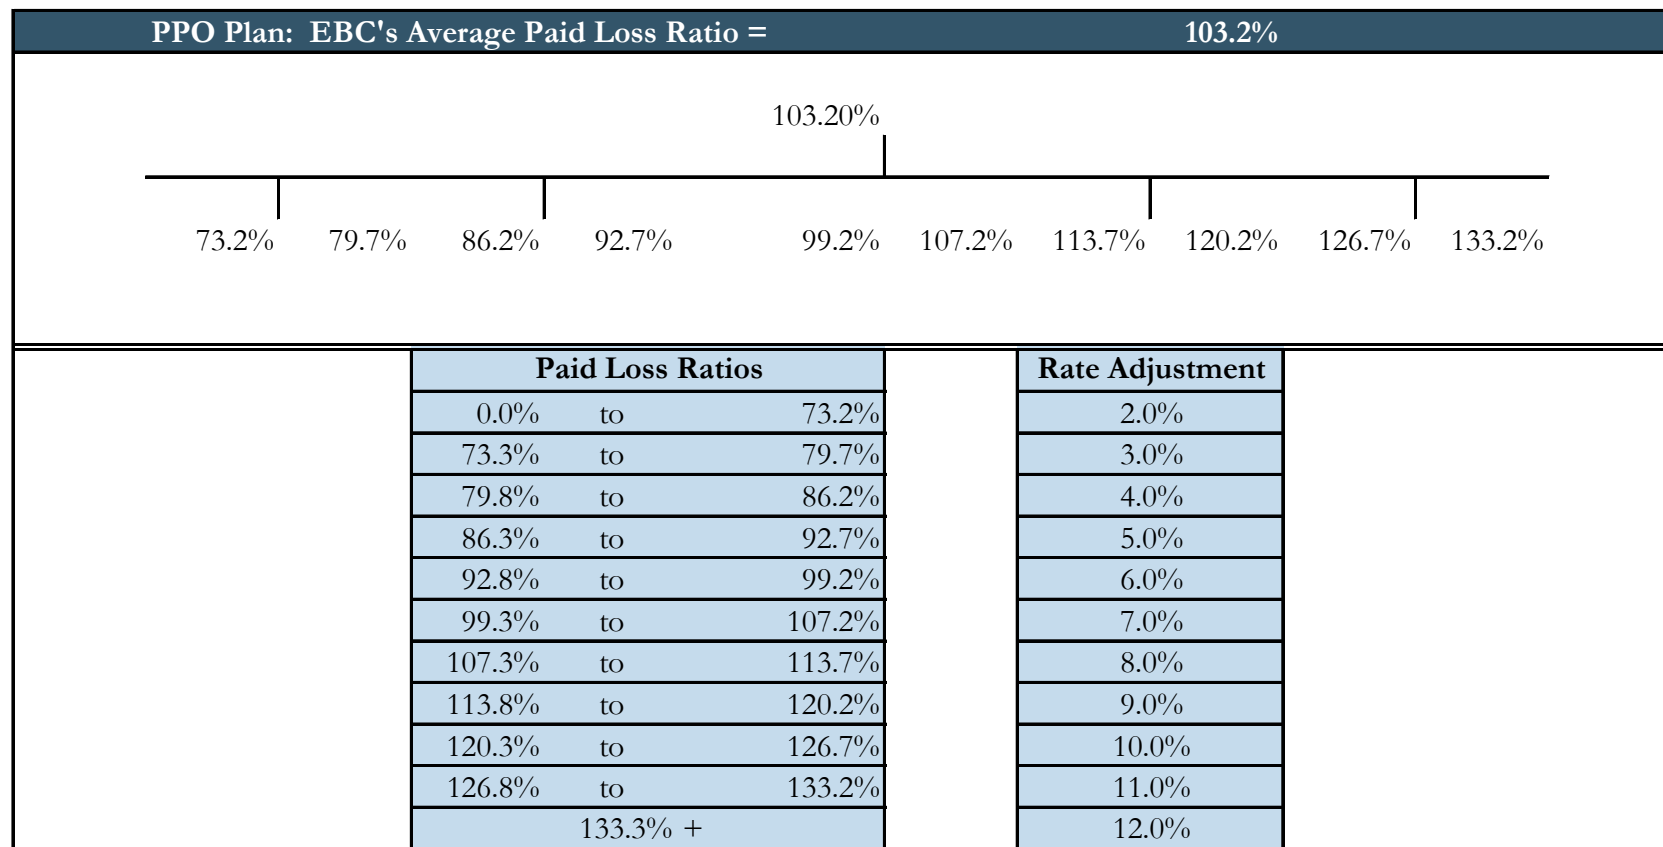 PPO Plan: EBC's Average Paid Loss Ratio = 103.2%
103.20%
73.2% 79.7% 86.2% 92.7% 99.2% 107.2% 113.7% 120.2% 126.7% 133.2%
Paid Loss Ratios Rate Adjustment
0.0% to 73.2% 2.0%
73.3% to 79.7% 3.0%
79.8% to 86.2% 4.0%
86.3% to 92.7% 5.0%
92.8% to 99.2% 6.0%
99.3% to 107.2% 7.0%
107.3% to 113.7% 8.0%
113.8% to 120.2% 9.0%
120.3% to 126.7% 10.0%
126.8% to 133.2% 11.0%
133.3% + 12.0%